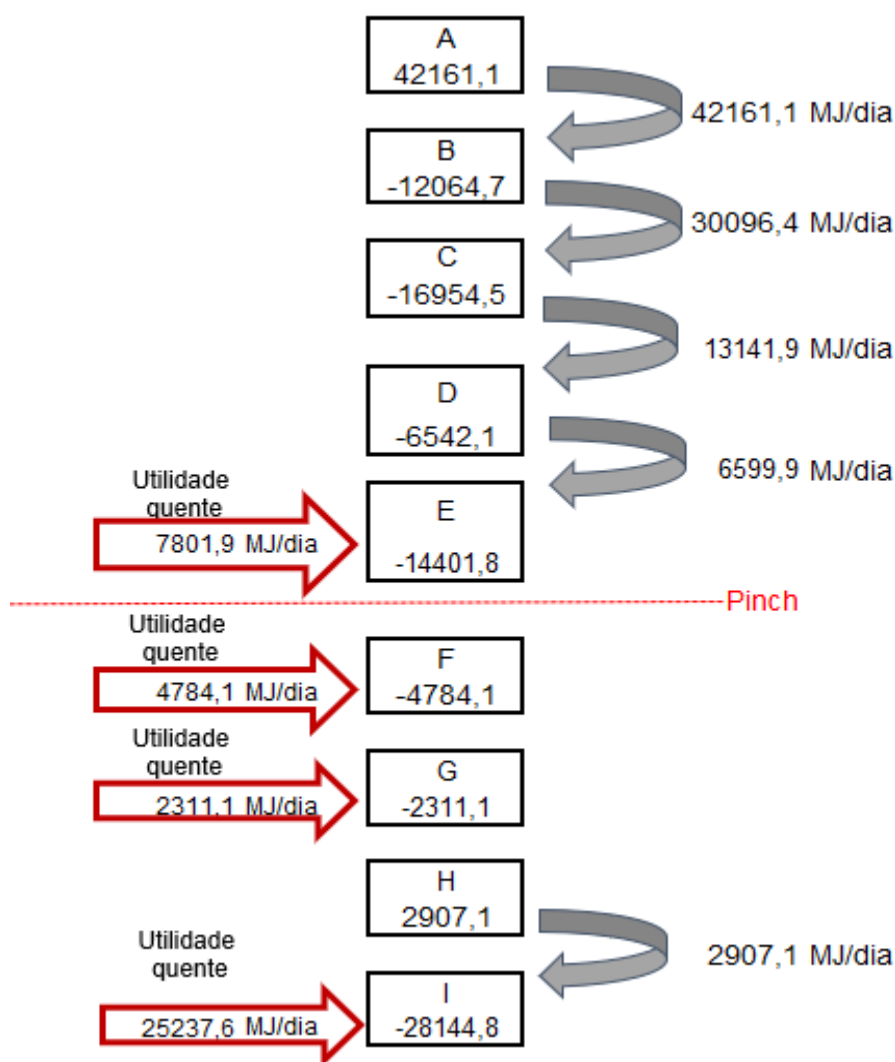 A
42161,1
42161,1 MJ/dia
B
-12064,7
30096,4 MJ/dia
C
-16954,5
13141,9 MJ/dia
D
-6542,1
6599,9 MJ/dia
Utilidade
quente
7801,9 MJ/dia
E
-14401,8
Pinch
Utilidade
quente
4784,1 MJ/dia
F
-4784,1
Utilidade
quente
2311,1 MJ/dia
G
-2311,1
H
2907,1
2907,1 MJ/dia
Utilidade
quente
25237,6 MJ/dia
I
-28144,8